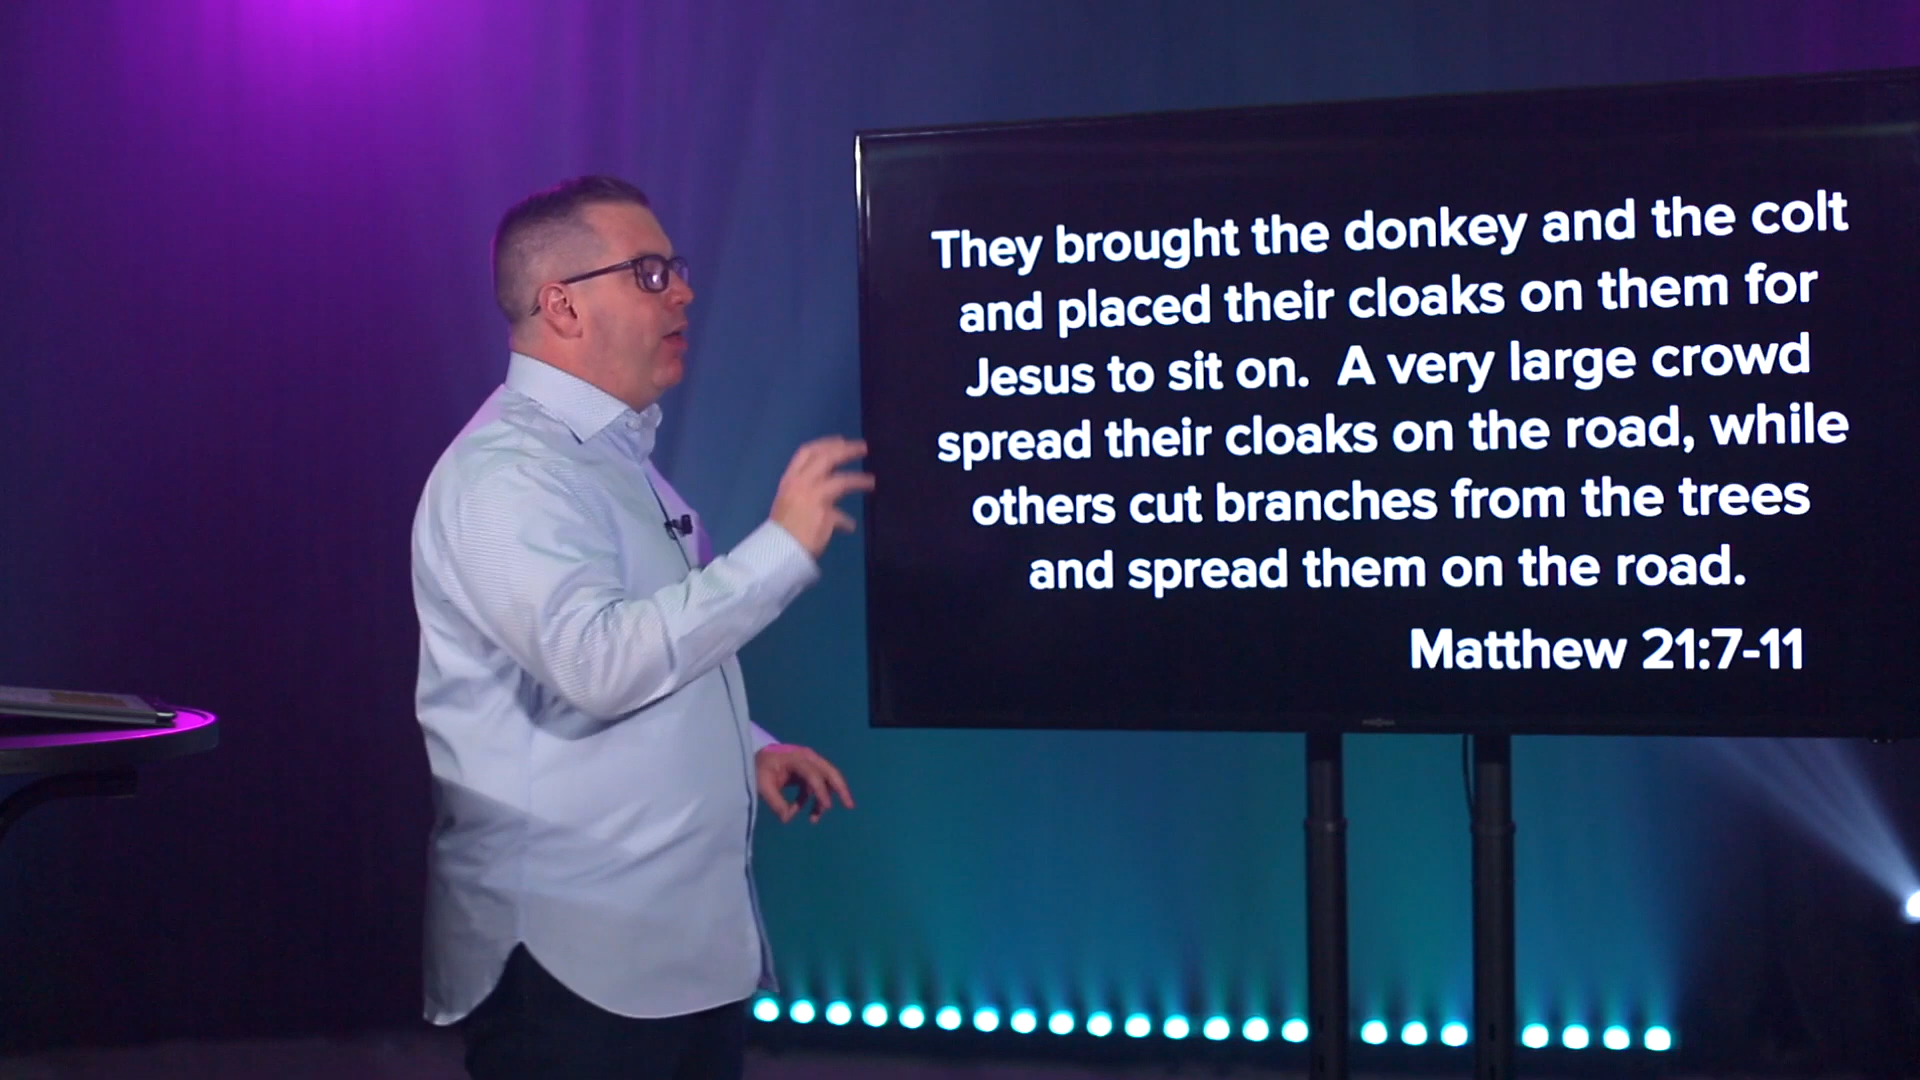 They brought the donkey and the colt
and placed their cloaks on them for
Jesus to sit on. A very large crowd
spread their cloaks on the road, while
others cut branches from the trees
and spread them on the road.
Matthew 21:7-11